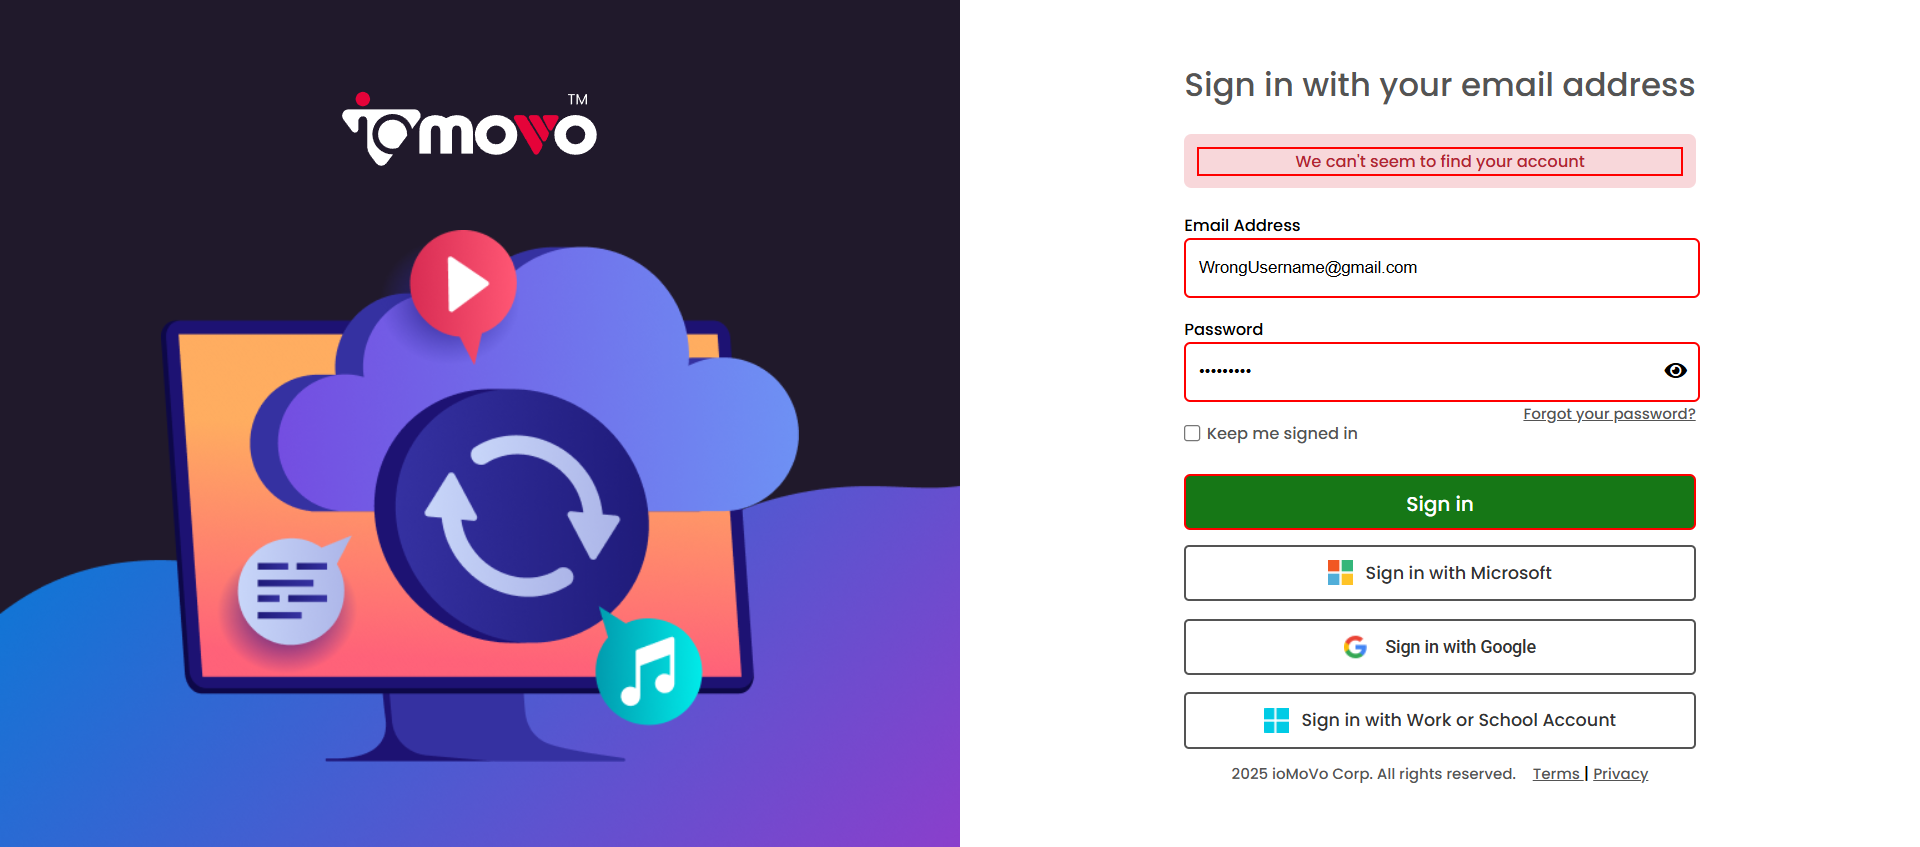 iomovo TM
Sign in with your email address
We can't seem to find your account
Email Address
WrongUsername@gmail.com
Password
•••••••••
Forgot your password?
Keep me signed in
Sign in
Sign in with Microsoft
Sign in with Google
Sign in with Work or School Account
2025 ioMoVo Corp. All rights reserved. Terms | Privacy